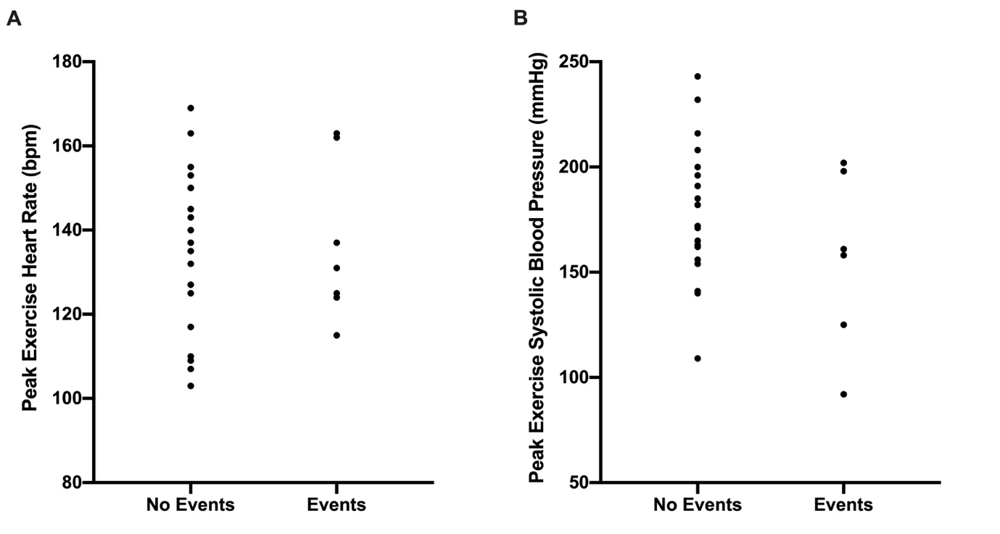 A
B
Peak Exercise Heart Rate (bpm)
180
160
140
120
100
80
No Events
Events
Peak Exercise Systolic Blood Pressure (mmHg)
250
200
150
100
50
No Events
Events